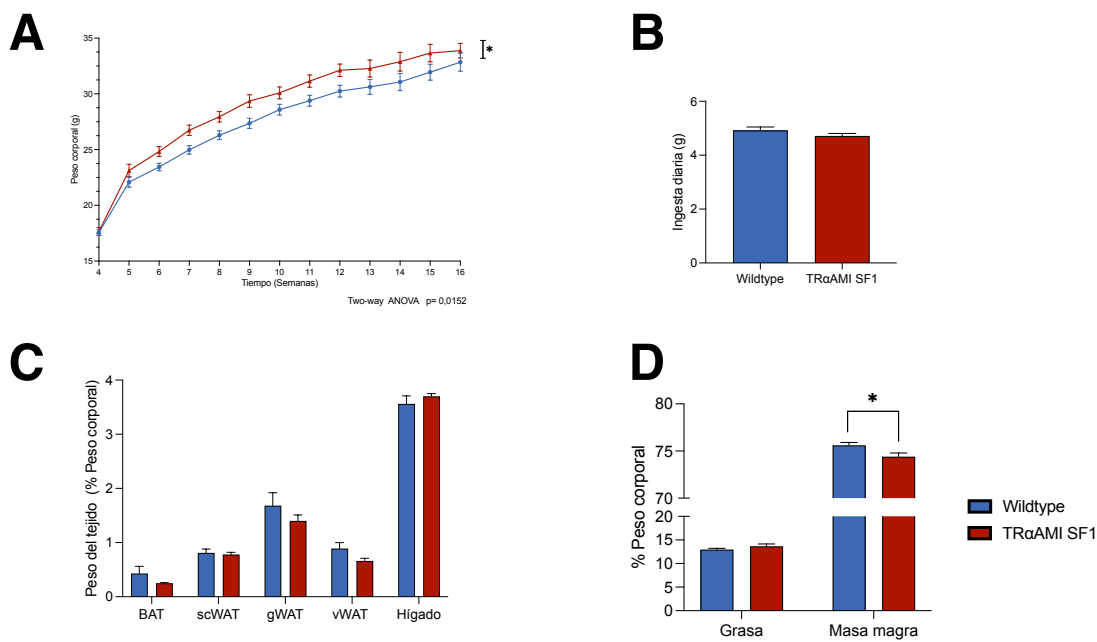 A
Peso corporal (g)
35
30
25
20
15
4 5 6 7 8 9 10 11 12 13 14 15 16
Tiempo (Semanas)
*
Two-way ANOVA p= 0,0152
B
Ingesta diaria (g)
6
4
2
0
Wildtype TRαAMI SF1
C
Peso del tejido (% Peso corporal)
4
3
2
1
0
BAT scWAT gWAT vWAT Hígado
D
% Peso corporal
80
75
70
20
15
10
5
0
*
Grasa Masa magra
Wildtype
TRαAMI SF1